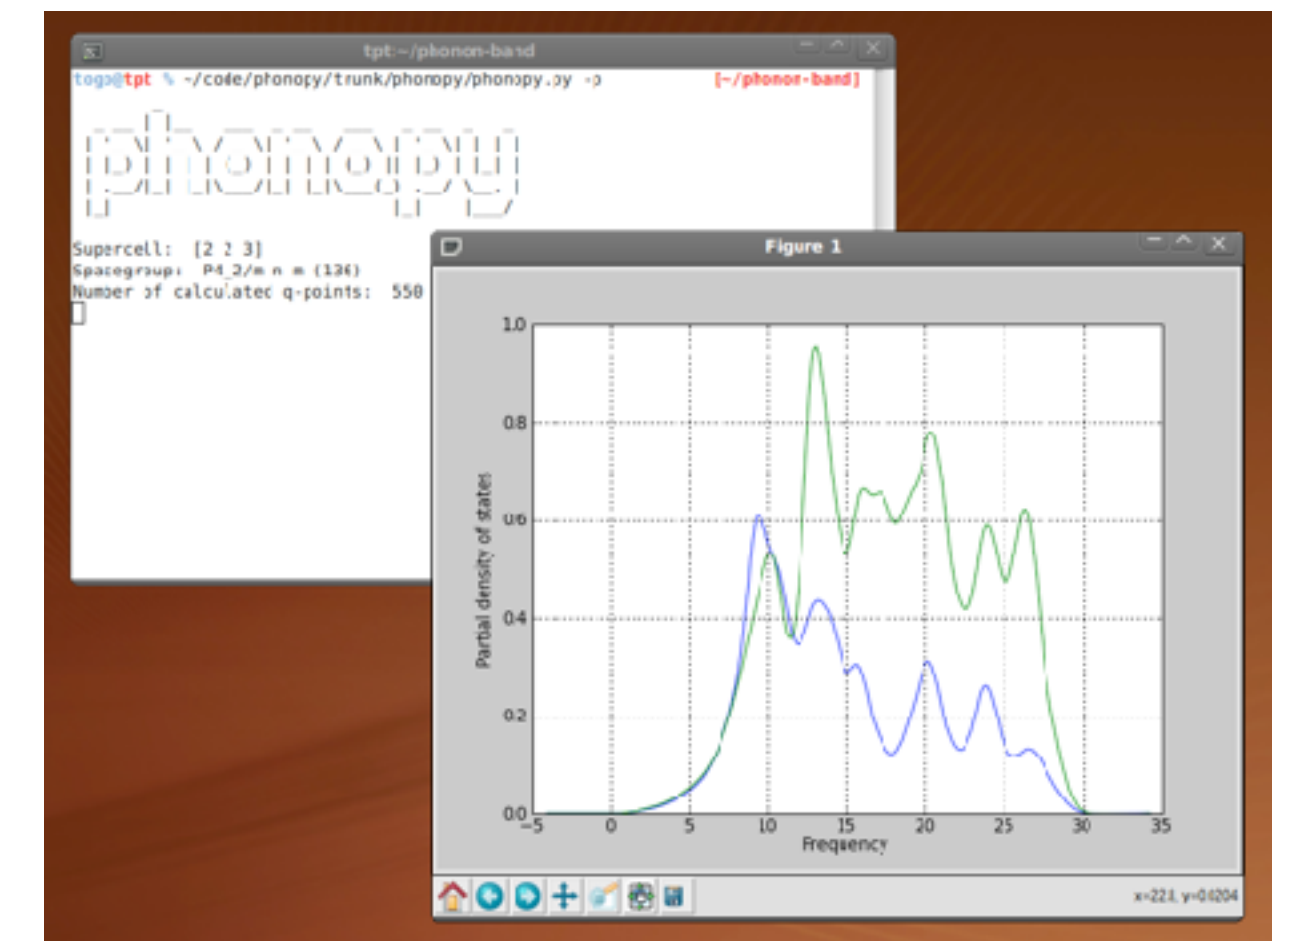 tpt:~/phonon-band
togo@tpt % ~/code/phonopy/trunk/phonopy/phonopy.py -p [~/phonon-band]
phonopy
Supercell: [2 2 3]
Spacegroup: P4_2/m n m (136)
Number of calculated q-points: 550
Figure 1
1.0
0.8
0.6
0.4
0.2
0.0
Partial density of states
−5 0 5 10 15 20 25 30 35
Frequency